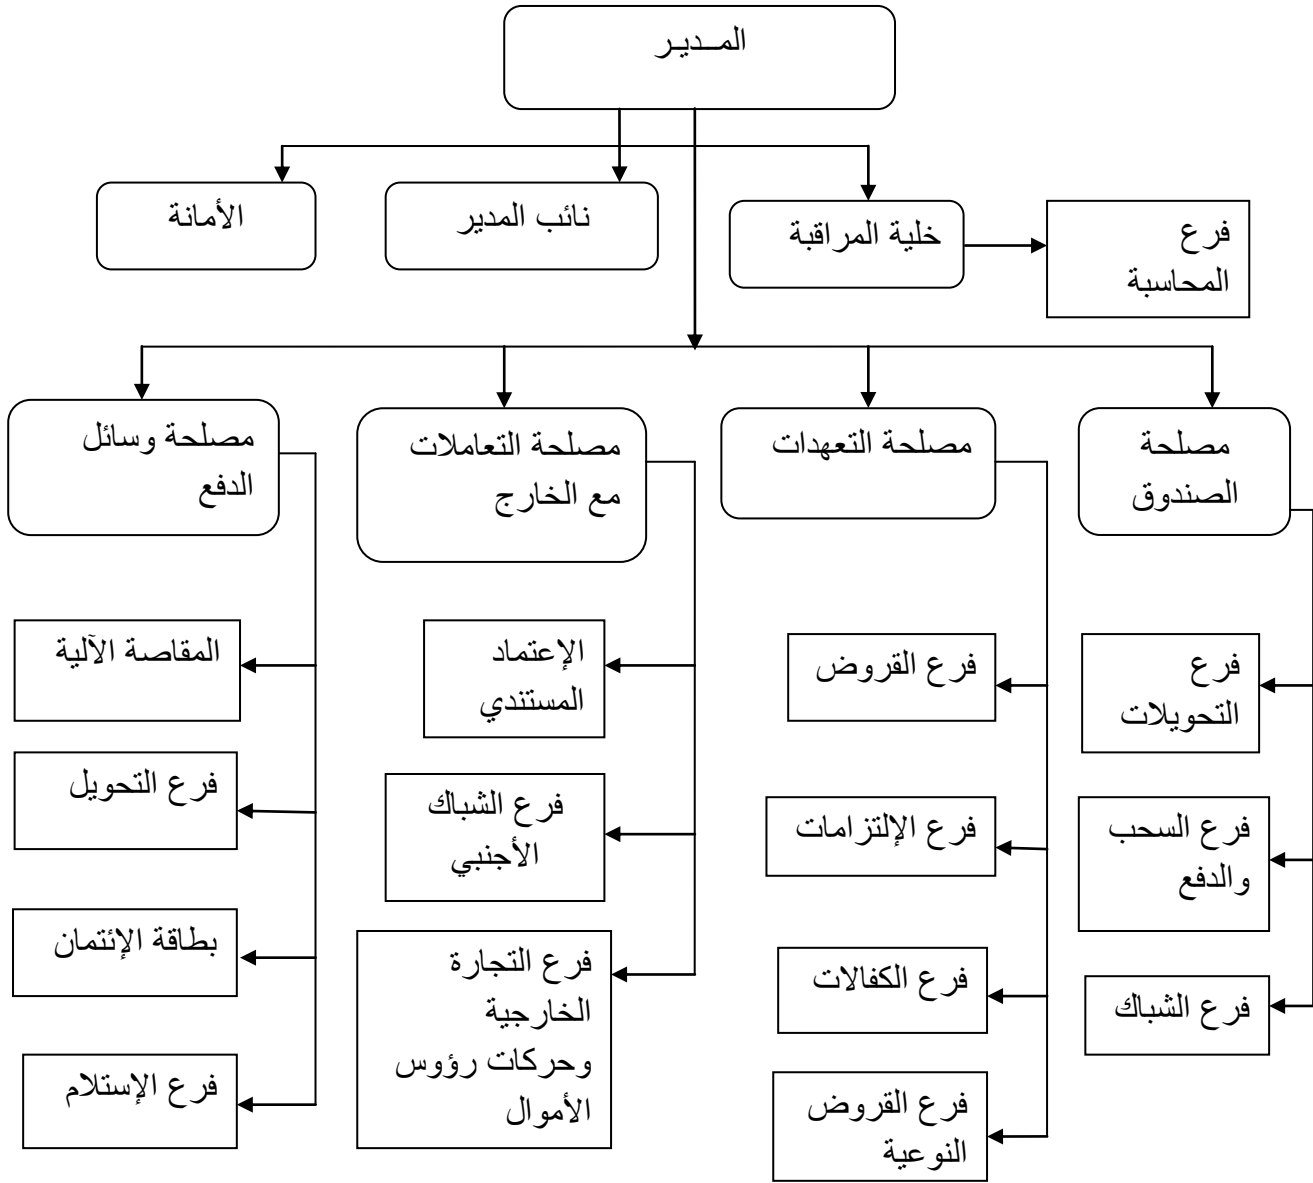 المــديـر
خلية المراقبة
نائب المدير
الأمانة
فرع
المحاسبة
مصلحة
الصندوق
مصلحة التعهدات
مصلحة التعاملات
مع الخارج
مصلحة وسائل
الدفع
فرع
التحويلات
فرع السحب
والدفع
فرع الشباك
فرع القروض
فرع الإلتزامات
فرع الكفالات
فرع القروض
النوعية
الإعتماد
المستندي
فرع الشباك
الأجنبي
فرع التجارة
الخارجية
وحركات رؤوس
الأموال
المقاصة الآلية
فرع التحويل
بطاقة الإئتمان
فرع الإستلام